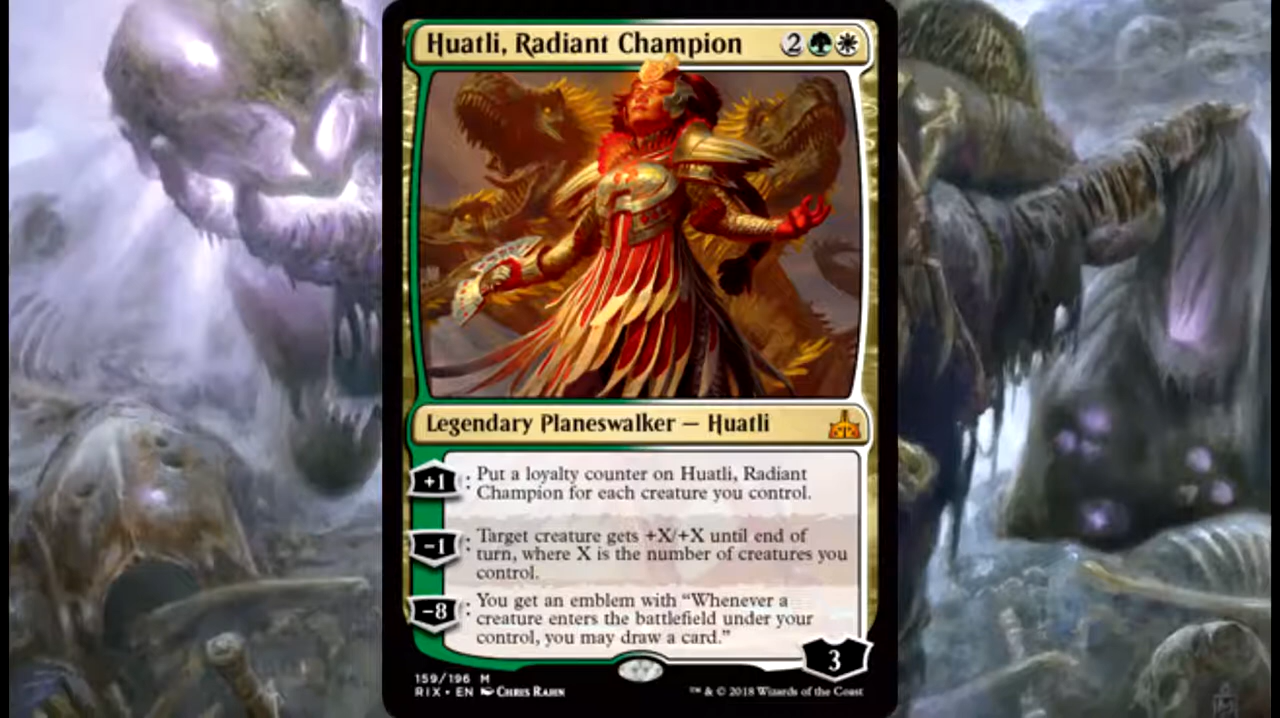 Huatli, Radiant Champion 2
Legendary Planeswalker — Huatli
+1 : Put a loyalty counter on Huatli, Radiant
Champion for each creature you control.
-1 : Target creature gets +X/+X until end of
turn, where X is the number of creatures you
control.
-8 : You get an emblem with “Whenever a
creature enters the battlefield under your
control, you may draw a card.”
3
159/196 M
RIX • EN Chris Rahn
™ & © 2018 Wizards of the Coast